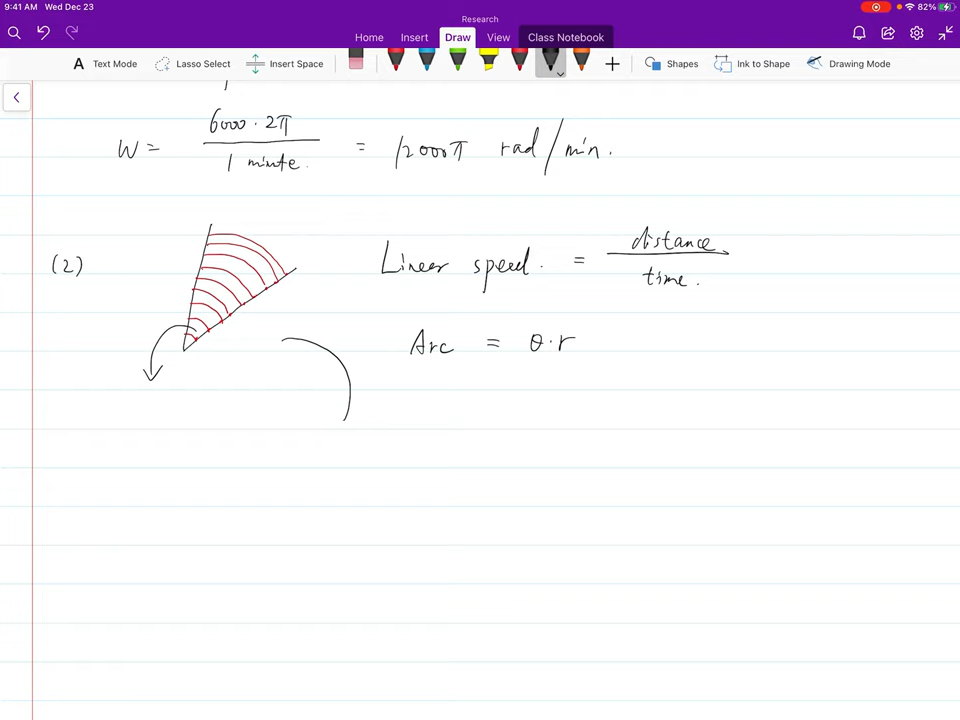 9:41 AM Wed Dec 23
82%
Research
Home Insert Draw View Class Notebook
A Text Mode Lasso Select Insert Space Shapes Ink to Shape Drawing Mode
W = 6000 · 2π / 1 minute. = 12000π rad/min.
(2)
Linear speed. = distance / time.
Arc = θ·r